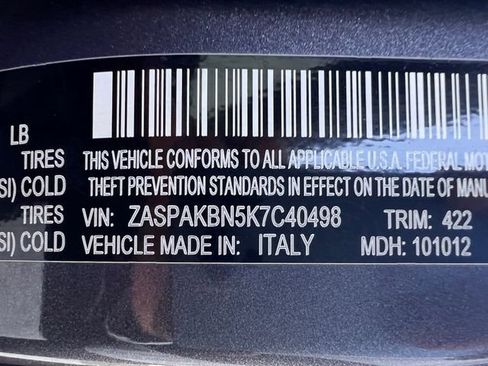 LB
TIRES THIS VEHICLE CONFORMS TO ALL APPLICABLE U.S.A. FEDERAL MOTOR
SI) COLD THEFT PREVENTION STANDARDS IN EFFECT ON THE DATE OF MANU
TIRES VIN: ZASPAKBN5K7C40498 TRIM: 422
SI) COLD VEHICLE MADE IN: ITALY MDH: 101012